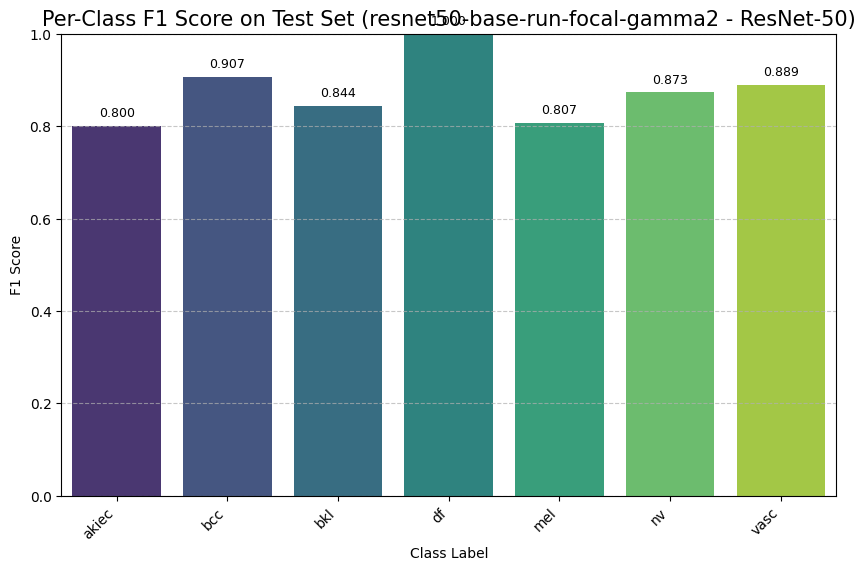 Per-Class F1 Score on Test Set (resnet50-base-run-focal-gamma2 - ResNet-50)
1.000
1.0
0.907
0.889
0.873
0.844
0.807
0.800
0.8
0.6
0.4
0.2
0.0
F1 Score
akiec
bcc
bkl
df
mel
nv
vasc
Class Label